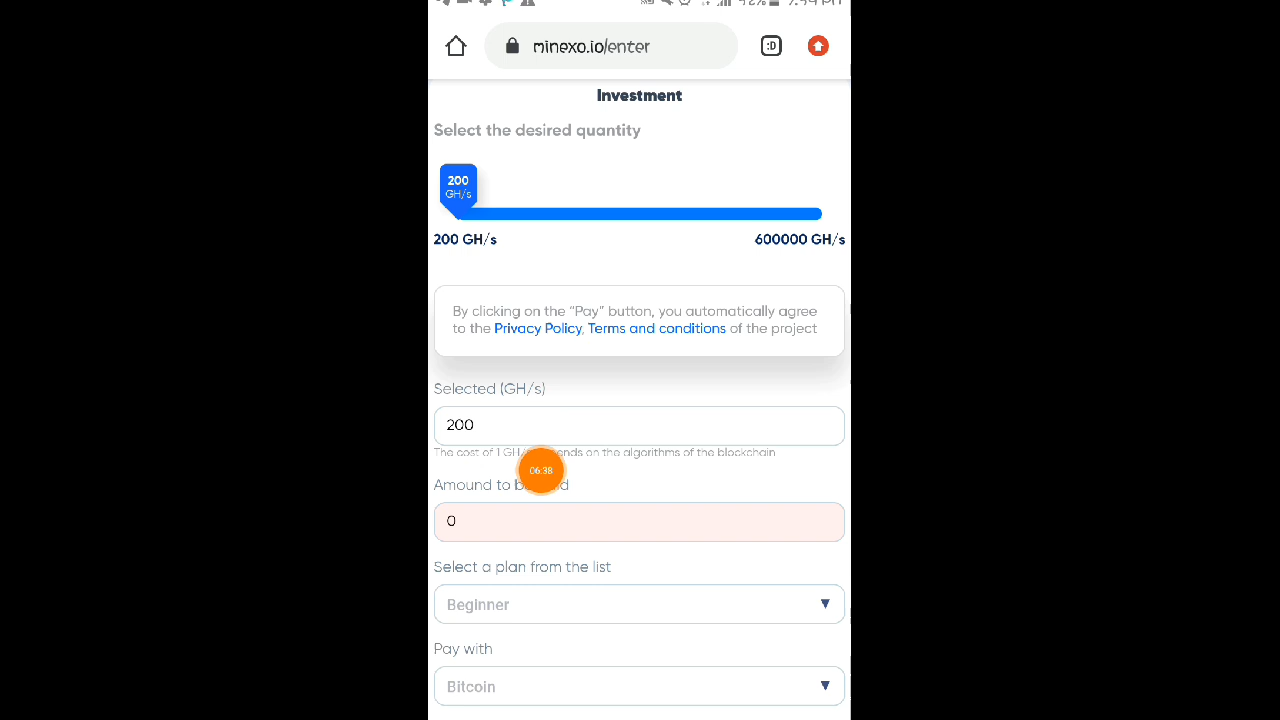 minexo.io/enter
:D
Investment
Select the desired quantity
200
GH/s
200 GH/s
600000 GH/s
By clicking on the “Pay” button, you automatically agree
to the Privacy Policy, Terms and conditions of the project
Selected (GH/s)
200
The cost of 1 on the algorithms of the blockchain
06:38
Amound to
0
Select a plan from the list
Beginner
Pay with
Bitcoin